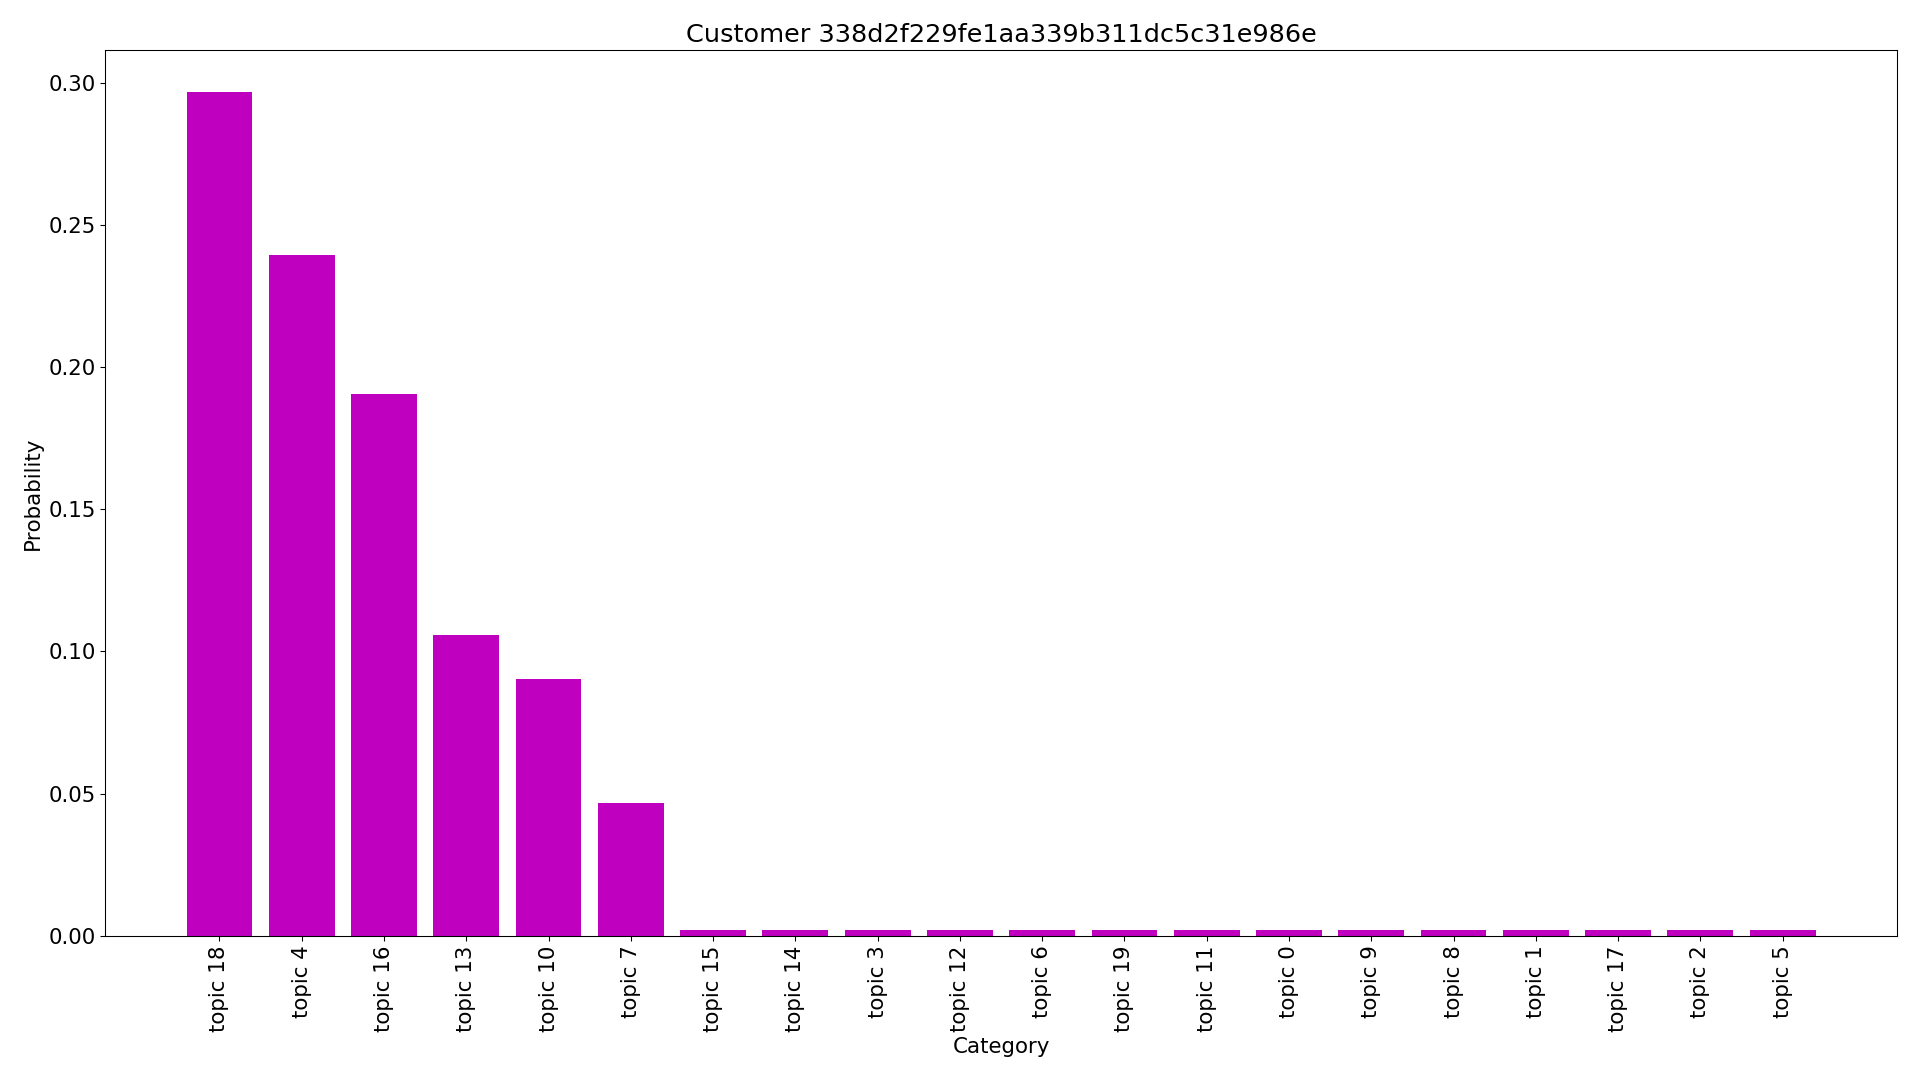 Customer 338d2f229fe1aa339b311dc5c31e986e
Probability
0.30
0.25
0.20
0.15
0.10
0.05
0.00
topic 18
topic 4
topic 16
topic 13
topic 10
topic 7
topic 15
topic 14
topic 3
topic 12
topic 6
topic 19
topic 11
topic 0
topic 9
topic 8
topic 1
topic 17
topic 2
topic 5
Category